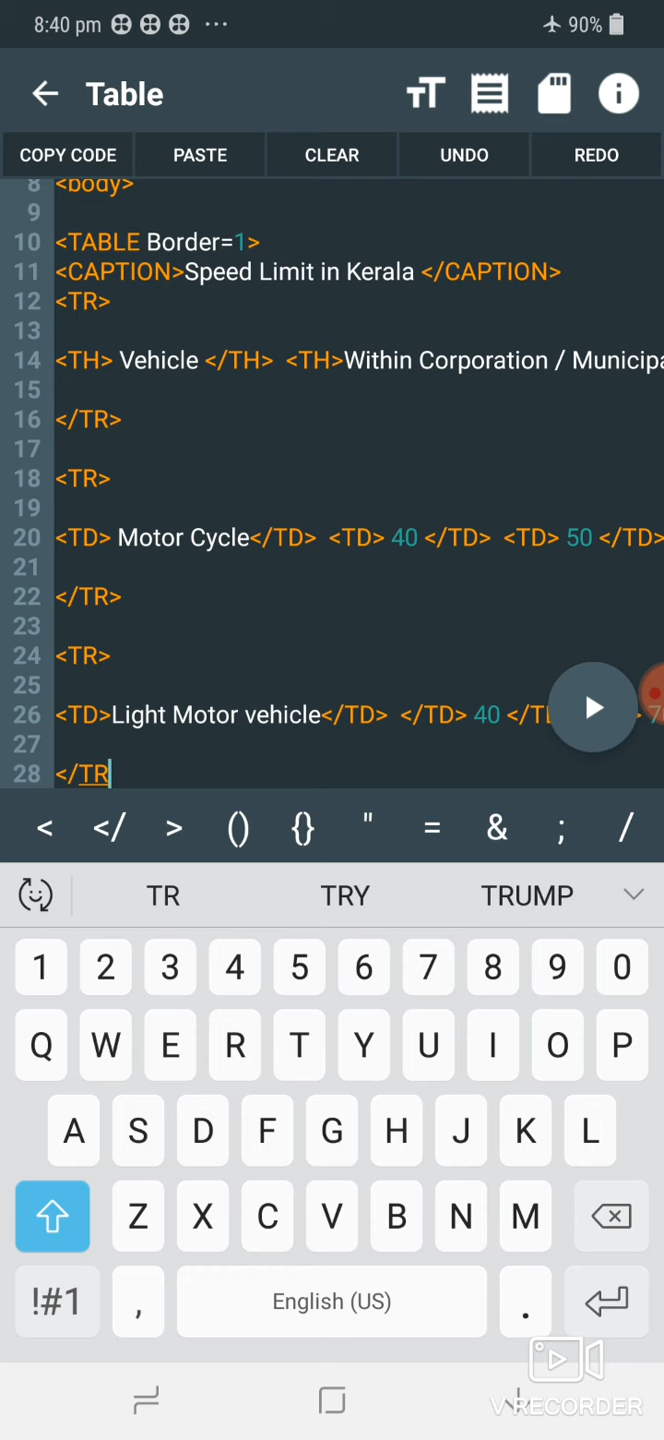 8:40 pm ... 90%
Table
COPY CODE PASTE CLEAR UNDO REDO
8 <body>
9
10 <TABLE Border=1>
11 <CAPTION>Speed Limit in Kerala </CAPTION>
12 <TR>
13
14 <TH> Vehicle </TH> <TH>Within Corporation / Municipa
15
16 </TR>
17
18 <TR>
19
20 <TD> Motor Cycle</TD> <TD> 40 </TD> <TD> 50 </TD>
21
22 </TR>
23
24 <TR>
25
26 <TD>Light Motor vehicle</TD> </TD> 40 </T
27
28 </TR
< </ > () {} " = & ; /
TR TRY TRUMP
1 2 3 4 5 6 7 8 9 0
Q W E R T Y U I O P
A S D F G H J K L
Z X C V B N M
!#1 , English (US) .
V RECORDER